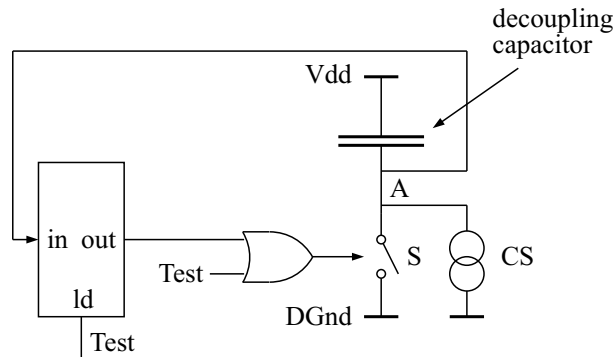 decoupling
capacitor
Vdd
A
in out
S
CS
Test
ld
DGnd
Test